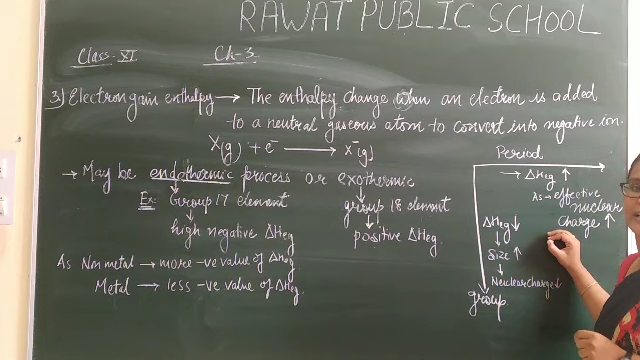 RAWAT PUBLIC SCHOOL
Class - XI
Ch-3
3) Electron gain enthalpy → The enthalpy change when an electron is added
to a neutral gaseous atom to convert into negative ion.
X(g) + e⁻ → X⁻(g)
→ May be endothermic process or exothermic
Ex: Group 17 element
group 18 element
high negative ΔHeg
positive ΔHeg.
As Non metal → more -ve value of ΔHeg
Metal → less -ve value of ΔHeg.
Period
→ ΔHeg ↑
As → effective
nuclear
charge ↑
ΔHeg ↓
Size ↑
Nuclear charge ↓
group